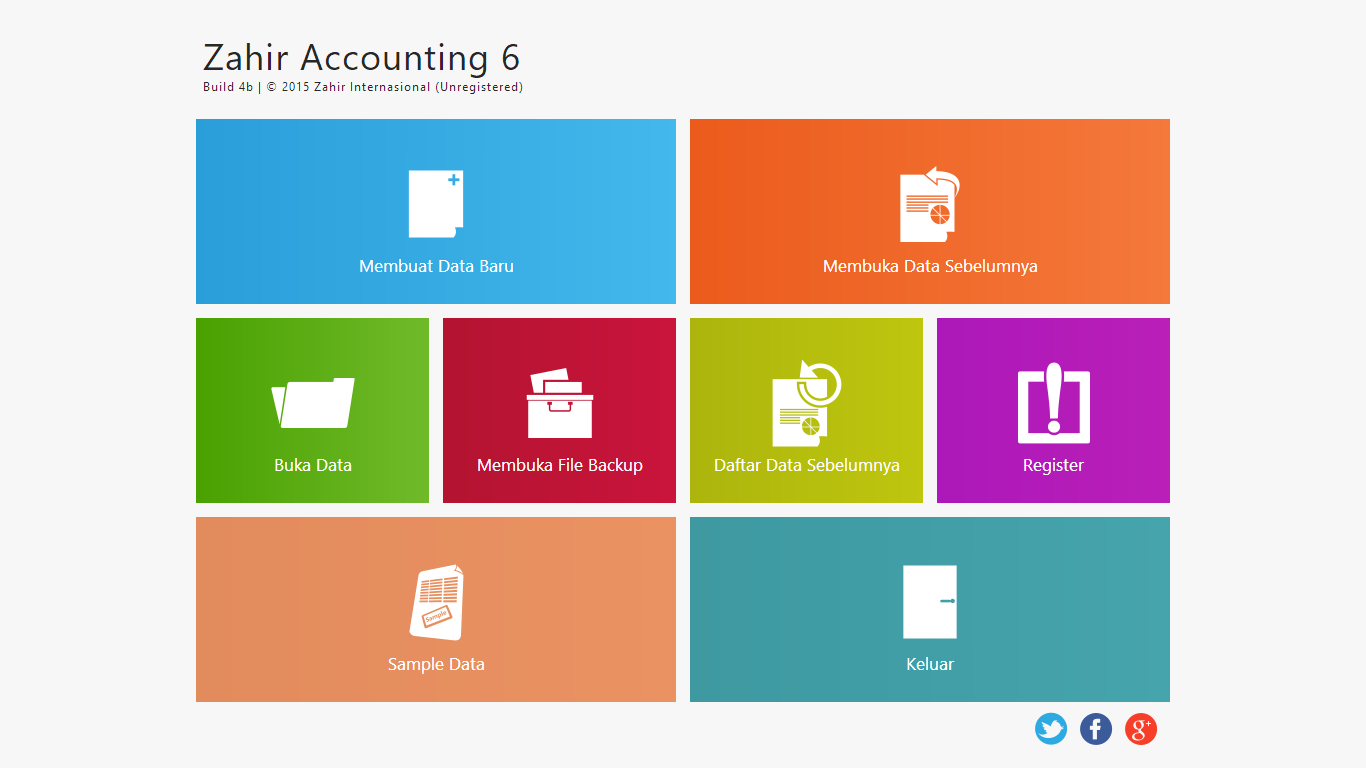 Zahir Accounting 6
Build 4b | © 2015 Zahir Internasional (Unregistered)
Membuat Data Baru
Membuka Data Sebelumnya
Buka Data
Membuka File Backup
Daftar Data Sebelumnya
Register
Sample
Sample Data
Keluar